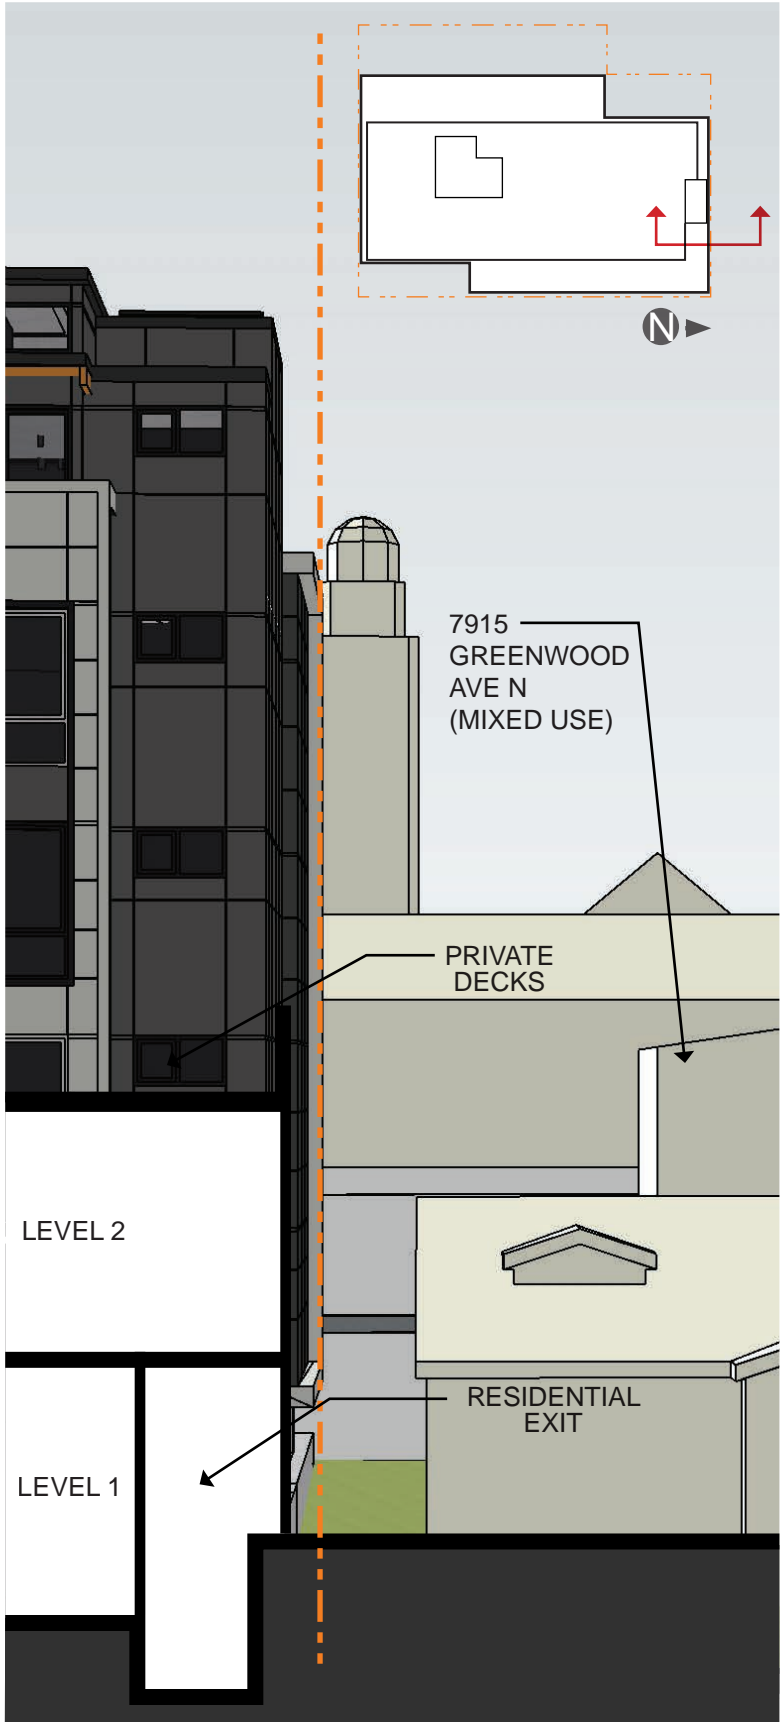 N
7915
GREENWOOD
AVE N
(MIXED USE)
PRIVATE
DECKS
LEVEL 2
RESIDENTIAL
EXIT
LEVEL 1